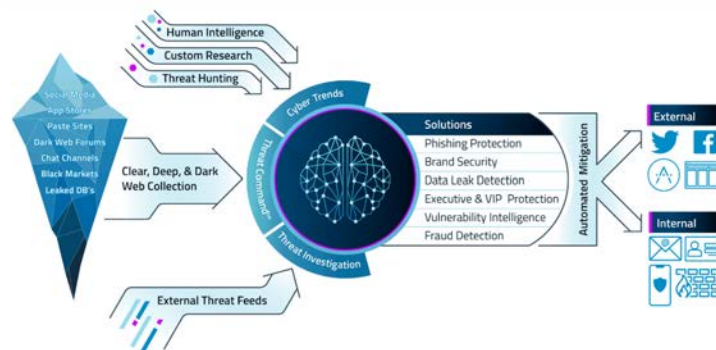 Human Intelligence
Custom Research
Threat Hunting
Social Media
App Stores
Paste Sites
Dark Web Forums
Chat Channels
Black Markets
Leaked DB's
Clear, Deep, & Dark
Web Collection
External Threat Feeds
Cyber Trends
Threat Command™
Threat Investigation
Solutions
Phishing Protection
Brand Security
Data Leak Detection
Executive & VIP Protection
Vulnerability Intelligence
Fraud Detection
Automated Mitigation
External
Internal